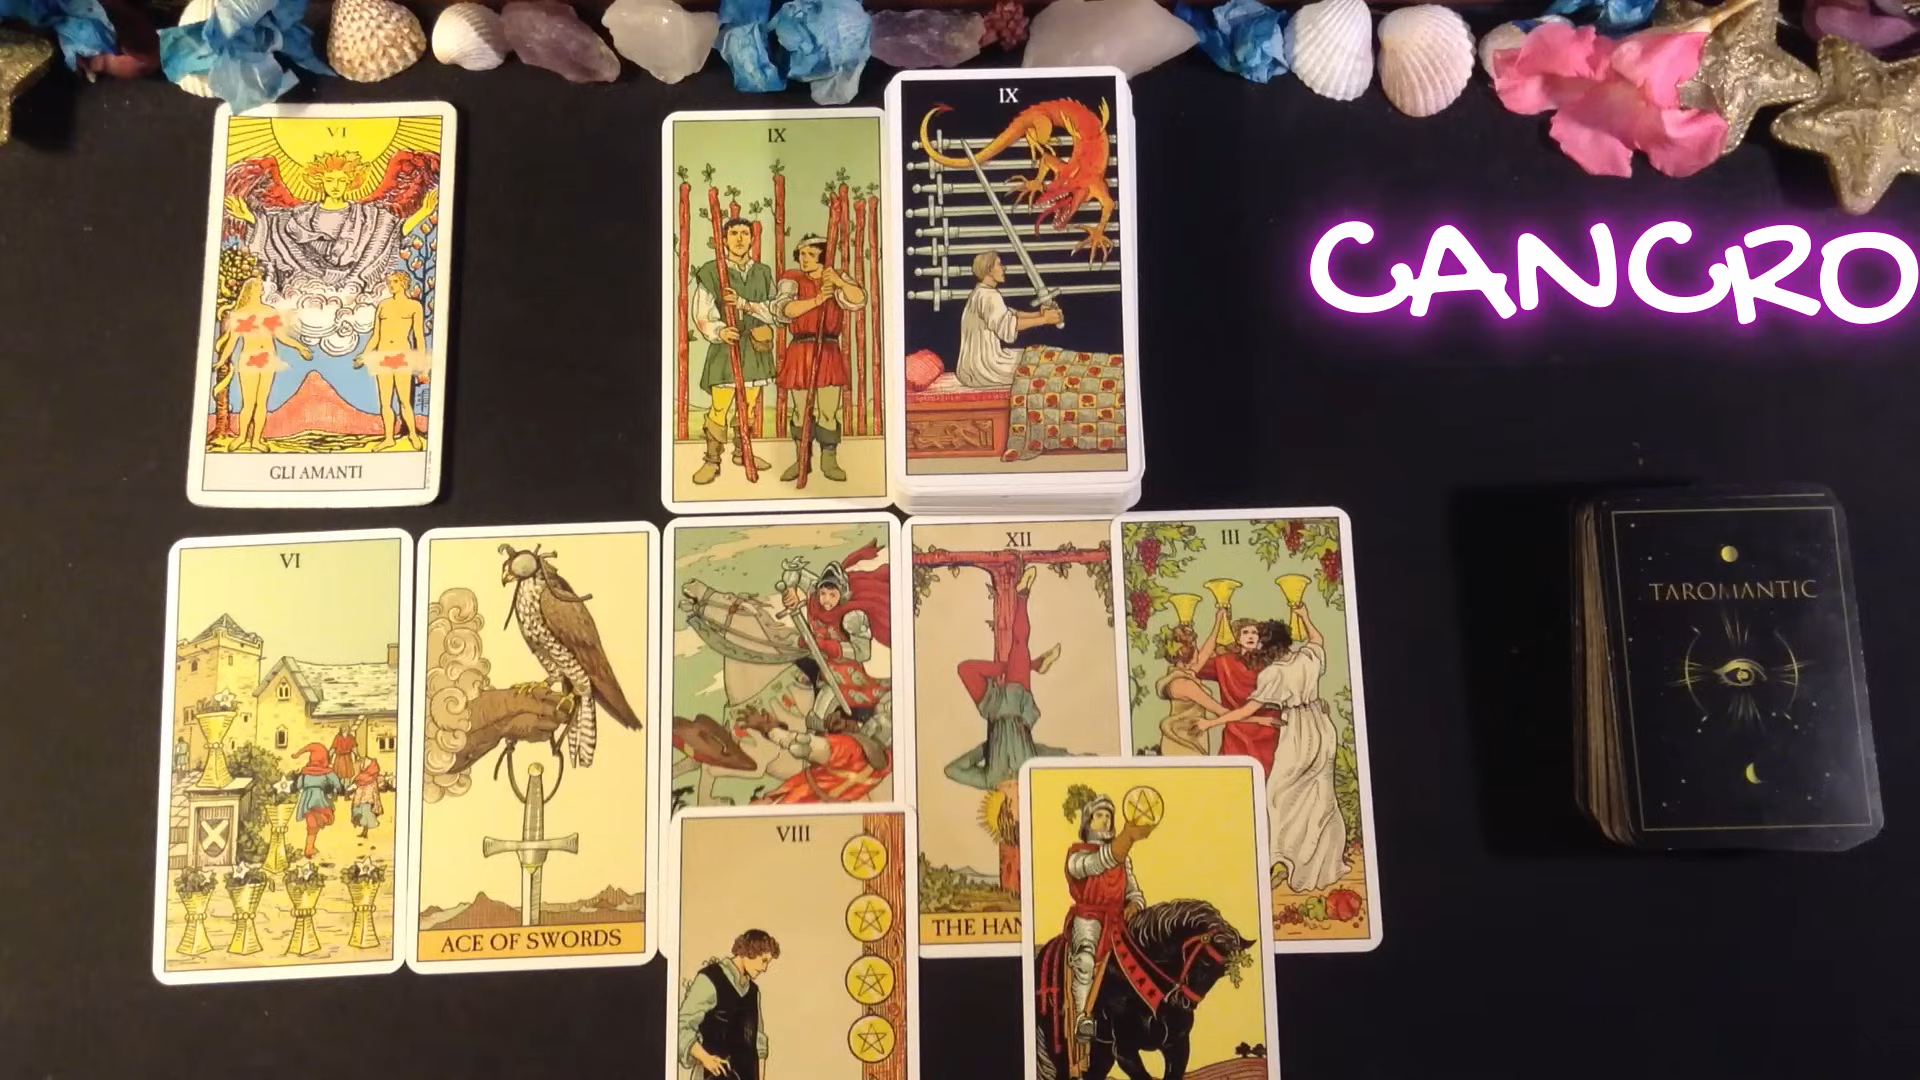 VI
GLI AMANTI
IX
IX
CANCRO
VI
ACE OF SWORDS
XII
THE HAN
III
VIII
TAROMANTIC